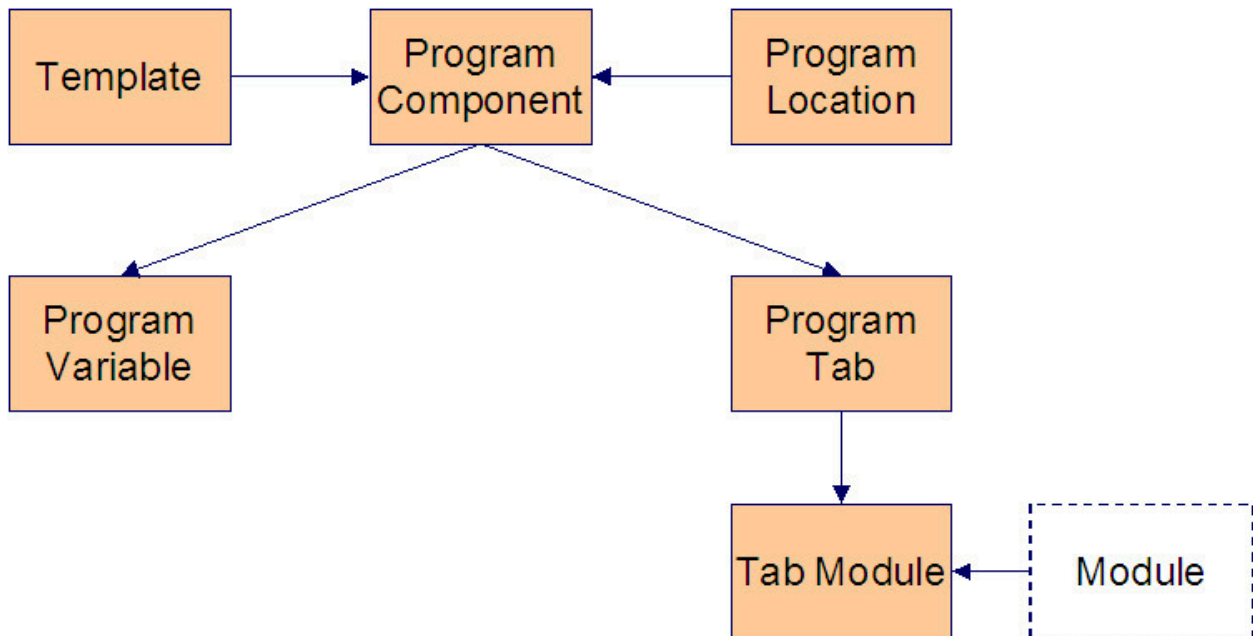 Template
Program
Component
Program
Location
Program
Variable
Program
Tab
Tab Module
Module